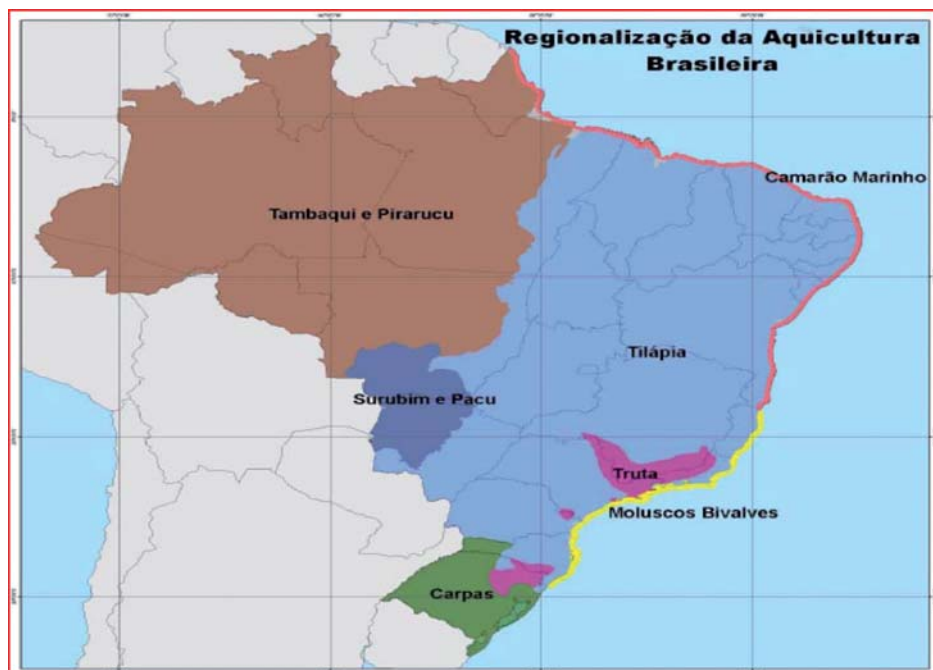 Regionalização da Aquicultura
Brasileira
Camarão Marinho
Tambaqui e Pirarucu
Tilápia
Surubim e Pacu
Truta
Moluscos Bivalves
Carpas